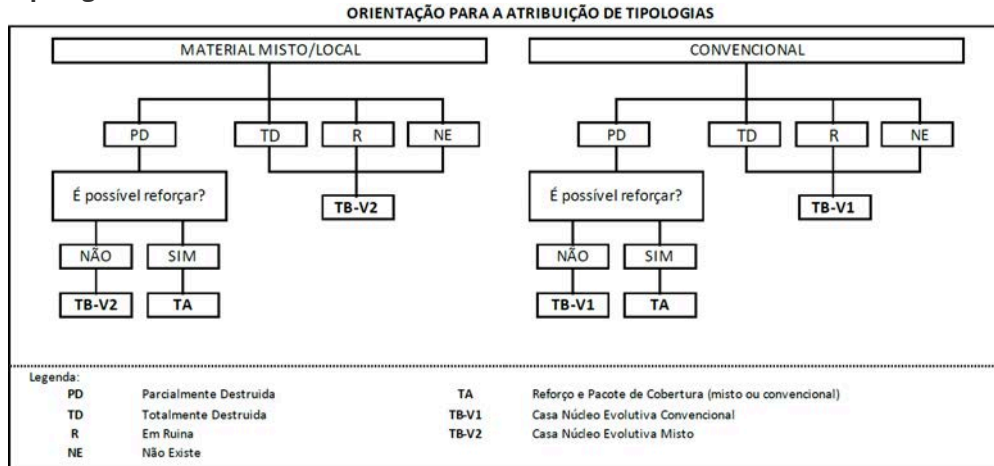 ORIENTAÇÃO PARA A ATRIBUIÇÃO DE TIPOLOGIAS
MATERIAL MISTO/LOCAL
PD TD R NE
É possível reforçar?
TB-V2
NÃO SIM
TB-V2 TA
CONVENCIONAL
PD TD R NE
É possível reforçar?
TB-V1
NÃO SIM
TB-V1 TA
Legenda:
PD Parcialmente Destruida
TD Totalmente Destruida
R Em Ruina
NE Não Existe
TA Reforço e Pacote de Cobertura (misto ou convencional)
TB-V1 Casa Núcleo Evolutiva Convencional
TB-V2 Casa Núcleo Evolutiva Misto